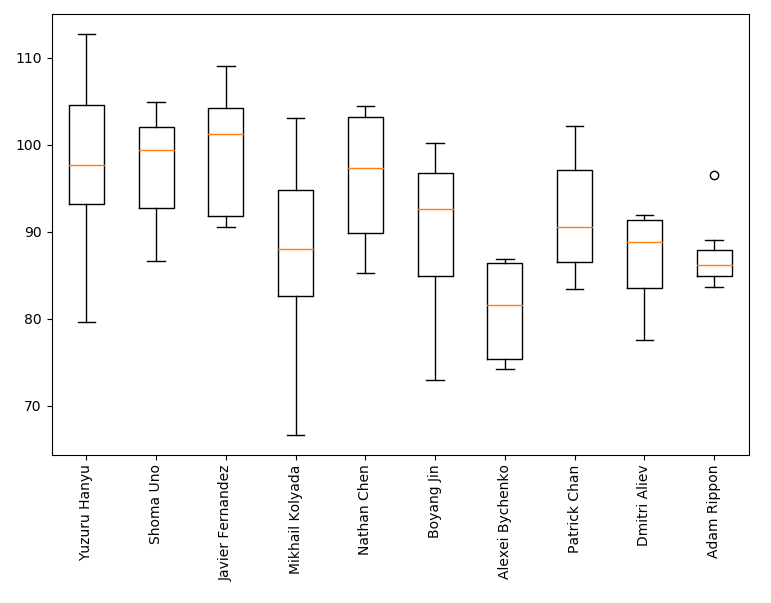 110
100
90
80
70
Yuzuru Hanyu
Shoma Uno
Javier Fernandez
Mikhail Kolyada
Nathan Chen
Boyang Jin
Alexei Bychenko
Patrick Chan
Dmitri Aliev
Adam Rippon